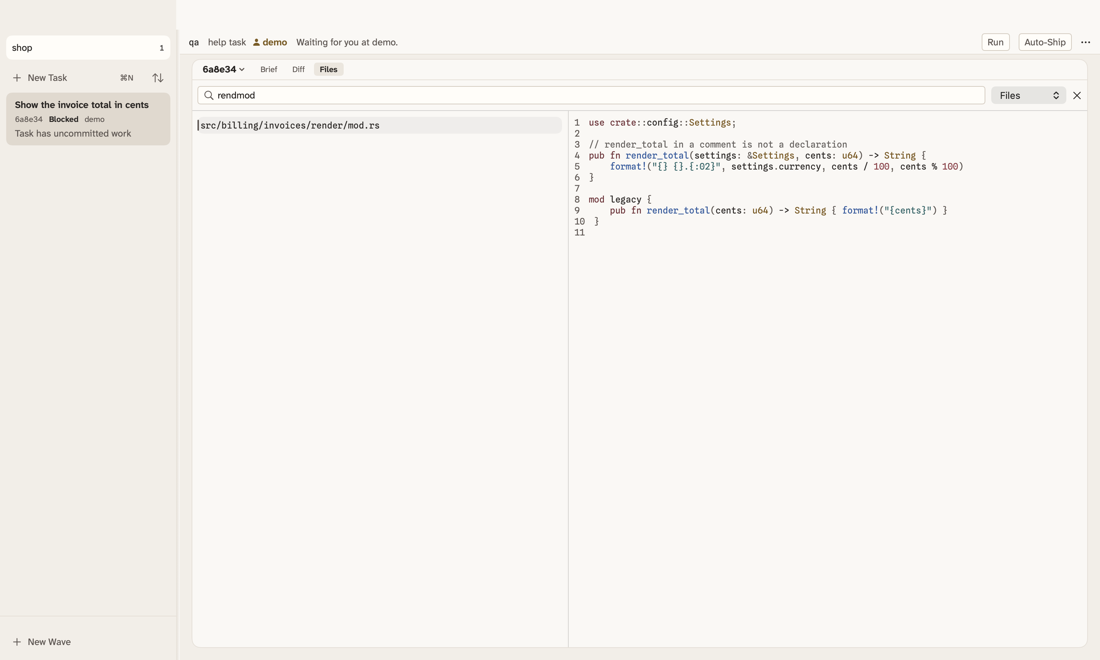 shop 1
New Task ⌘N
Show the invoice total in cents
6a8e34 Blocked demo
Task has uncommitted work
New Wave
qa help task demo Waiting for you at demo.
Run Auto-Ship
6a8e34 Brief Diff Files
rendmod Files
src/billing/invoices/render/mod.rs
1 use crate::config::Settings;
2
3 // render_total in a comment is not a declaration
4 pub fn render_total(settings: &Settings, cents: u64) -> String {
5     format!("{} {}.{:02}", settings.currency, cents / 100, cents % 100)
6 }
7
8 mod legacy {
9     pub fn render_total(cents: u64) -> String { format!("{cents}") }
10 }
11